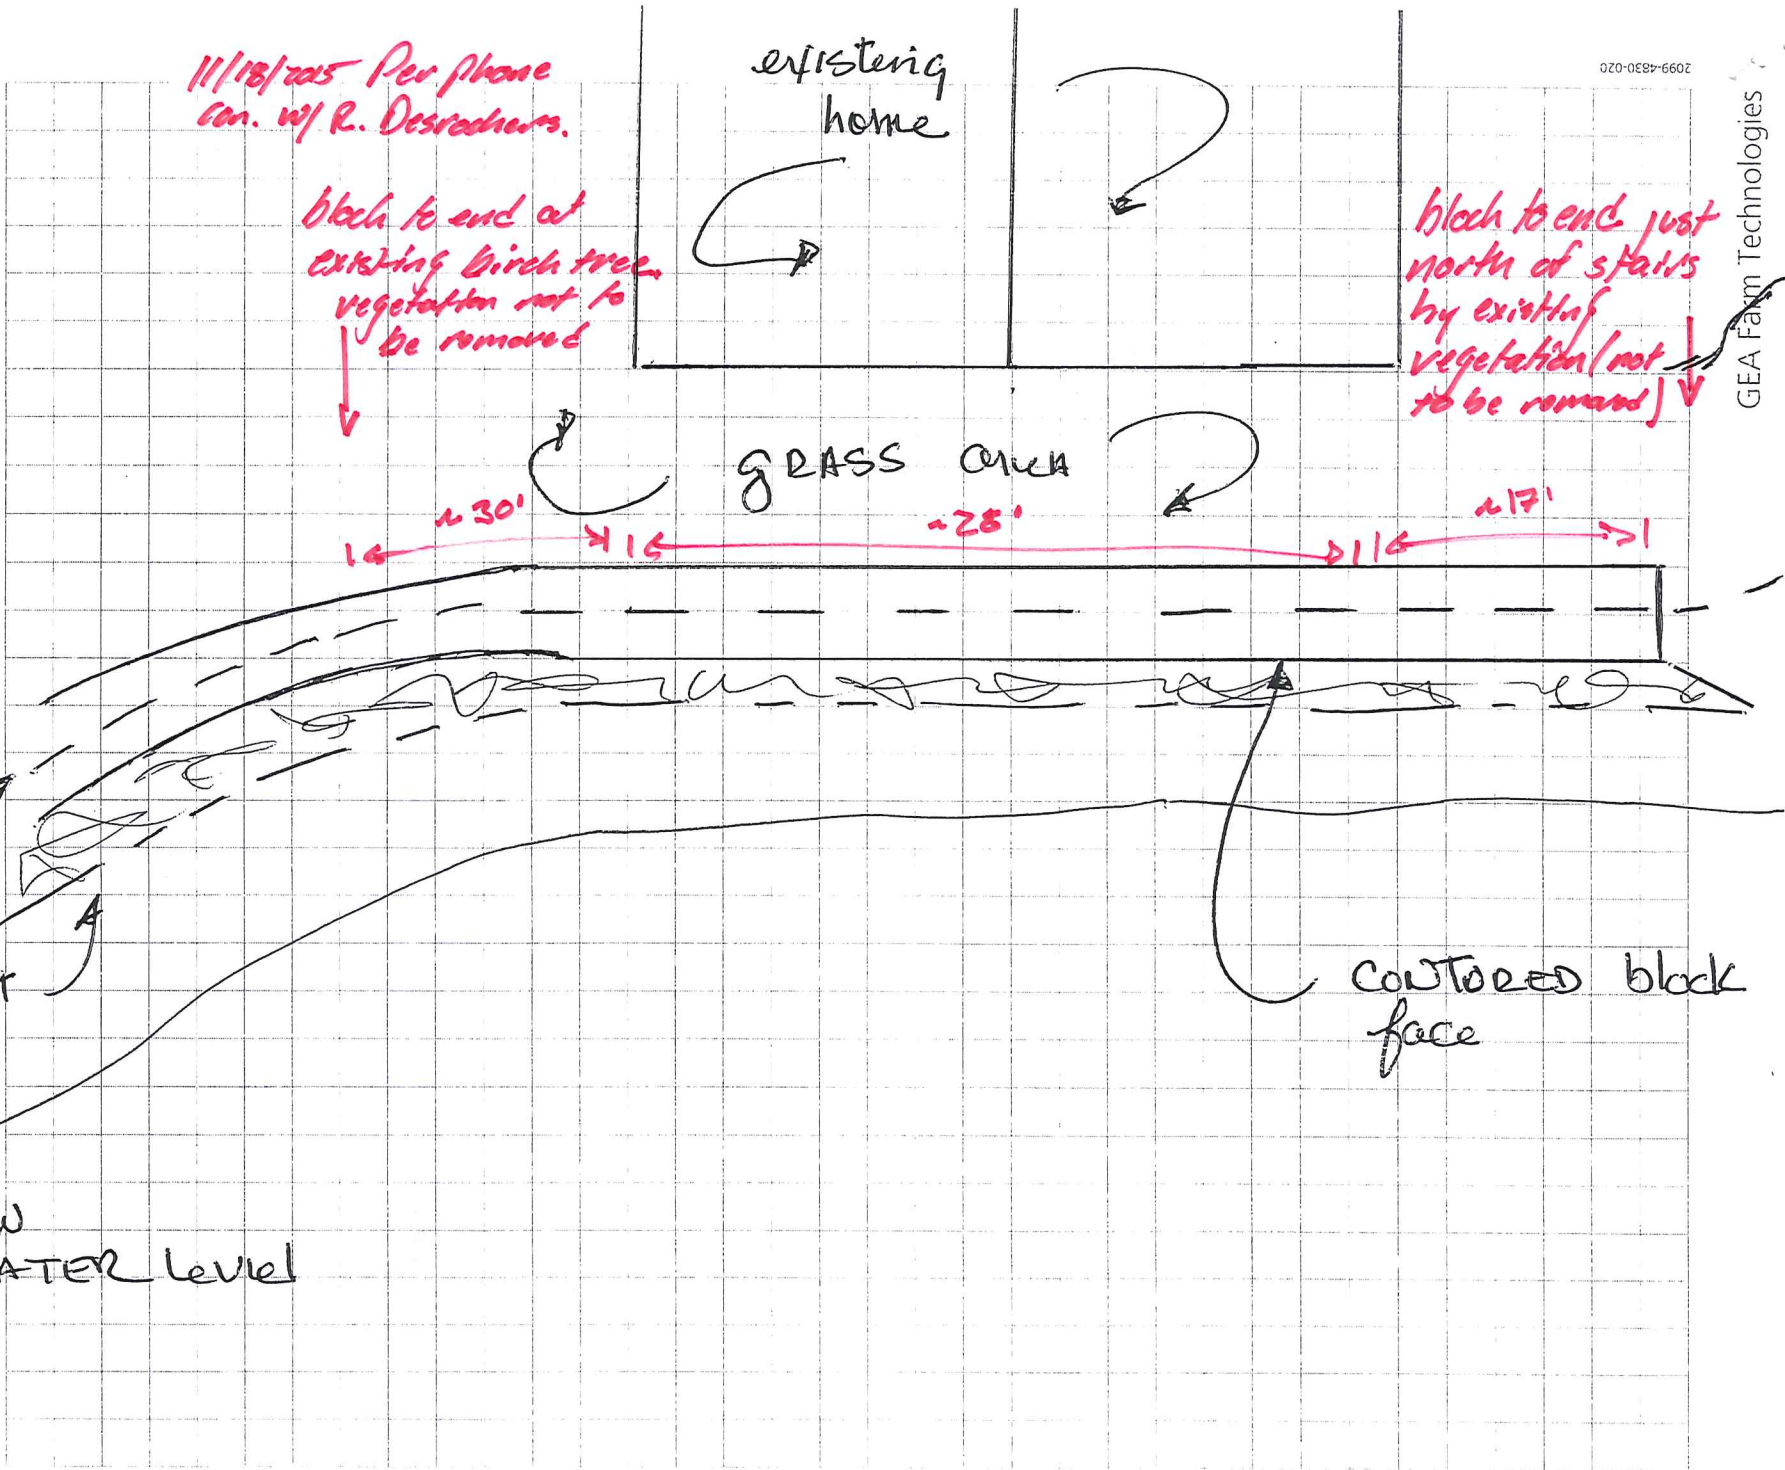 11/18/2015 Per phone
con. w/ R. Desrochers.
existing
home
2099-4830-020
GEA Farm Technologies
block to end at
existing birch tree.
vegetation not to
be removed
block to end just
north of stairs
by existing
vegetation (not
to be removed)
gRASS area
~30'
~28'
~17'
CONTORED block
face
ATER level